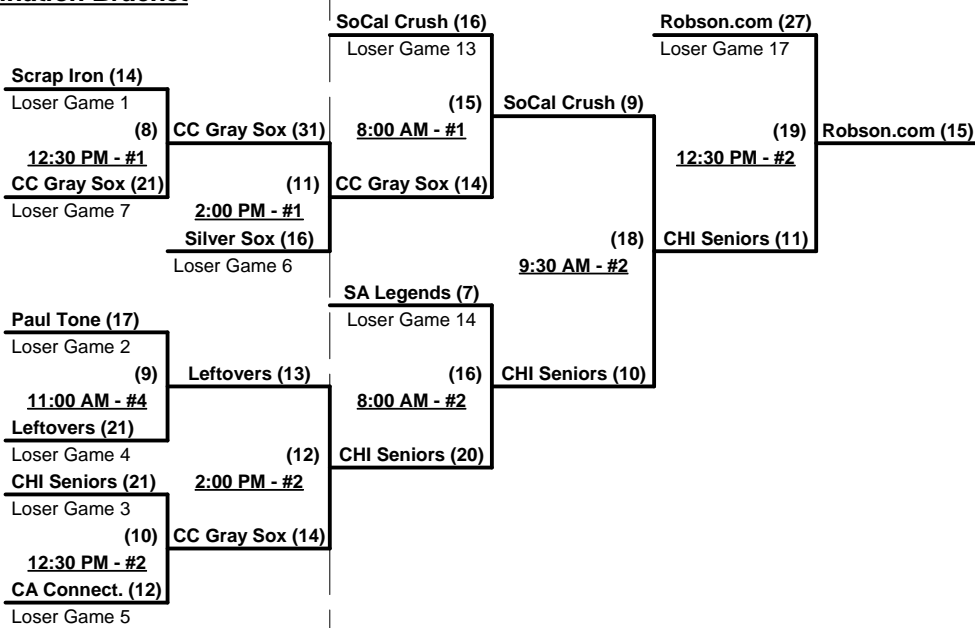 SoCal Crush (16)
Robson.com (27)
Loser Game 13
Loser Game 17
Scrap Iron (14)
Loser Game 1
(15)
SoCal Crush (9)
(8)
CC Gray Sox (31)
8:00 AM - #1
(19)
Robson.com (15)
12:30 PM - #1
12:30 PM - #2
CC Gray Sox (21)
(11)
CC Gray Sox (14)
Loser Game 7
2:00 PM - #1
Silver Sox (16)
(18)
CHI Seniors (11)
Loser Game 6
9:30 AM - #2
SA Legends (7)
Paul Tone (17)
Loser Game 14
Loser Game 2
(9)
Leftovers (13)
(16)
CHI Seniors (10)
11:00 AM - #4
8:00 AM - #2
Leftovers (21)
Loser Game 4
(12)
CHI Seniors (20)
CHI Seniors (21)
2:00 PM - #2
Loser Game 3
(10)
CC Gray Sox (14)
12:30 PM - #2
CA Connect. (12)
Loser Game 5